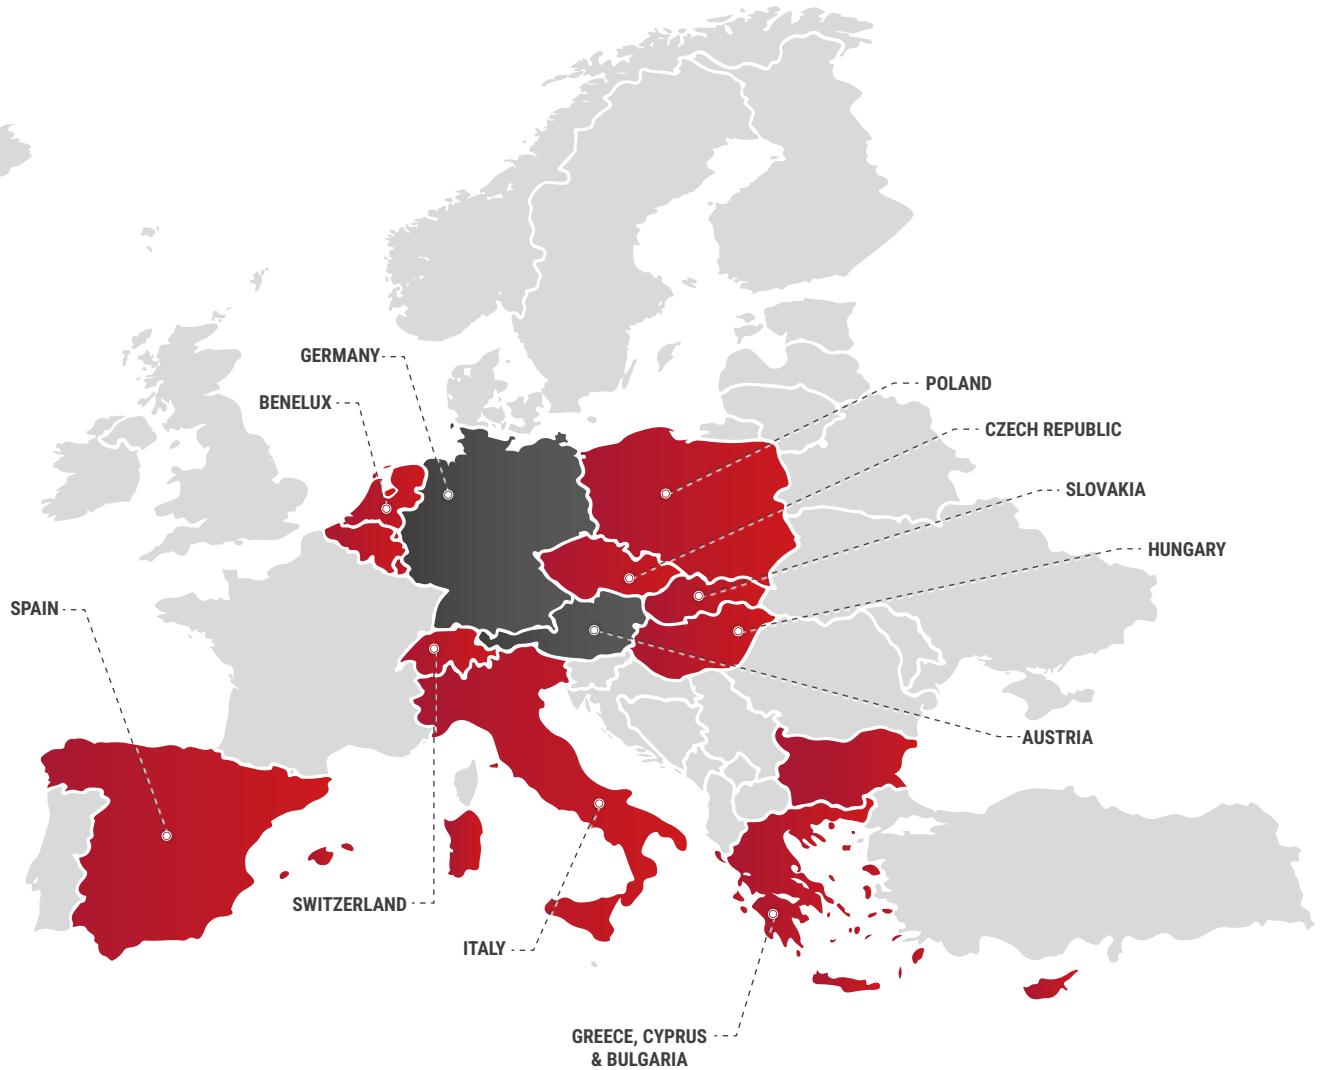 GERMANY
BENELUX
POLAND
CZECH REPUBLIC
SLOVAKIA
HUNGARY
SPAIN
AUSTRIA
SWITZERLAND
ITALY
GREECE, CYPRUS
& BULGARIA